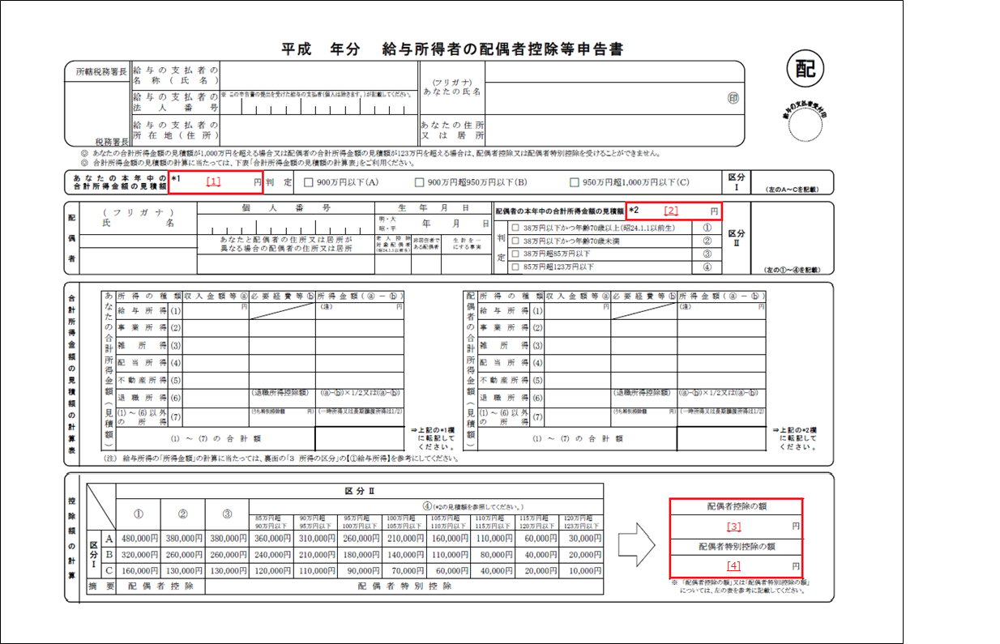 平成　年分　給与所得者の配偶者控除等申告書
配
給与の支払者受付印
所轄税務署長
税務署長
給与の支払者の名称（氏名）
給与の支払者の法人番号
※ この申告書の提出を受けた給与の支払者(個人は除きます。)が記載してください。
給与の支払者の所在地（住所）
（フリガナ）
あなたの氏名
印
あなたの住所又は居所
◎ あなたの合計所得金額の見積額が1,000万円を超える場合又は配偶者の合計所得金額の見積額が123万円を超える場合は、配偶者控除又は配偶者特別控除を受けることができません。
◎ 合計所得金額の見積額の計算に当たっては、下表「合計所得金額の見積額の計算表」をご利用ください。
あなたの本年中の合計所得金額の見積額
*1 [1] 円
判定
□ 900万円以下(A)
□ 900万円超950万円以下(B)
□ 950万円超1,000万円以下(C)
区分Ⅰ
(左のA～Cを記載)
配偶者
（フリガナ）
氏名
個人番号
あなたと配偶者の住所又は居所が異なる場合の配偶者の住所又は居所
生年月日
明・大
昭・平
年　月　日
老人控除対象配偶者
(昭24.1.1以前生)
非居住者である配偶者
生計を一にする事実
配偶者の本年中の合計所得金額の見積額
*2 [2] 円
判定
□ 38万円以下かつ年齢70歳以上(昭24.1.1以前生) ①
□ 38万円以下かつ年齢70歳未満 ②
□ 38万円超85万円以下 ③
□ 85万円超123万円以下 ④
区分Ⅱ
(左の①～④を記載)
合計所得金額の見積額の計算表
あなたの合計所得金額（見積額）
所得の種類 収入金額等ⓐ 必要経費等ⓑ 所得金額(ⓐ－ⓑ)
給与所得 (1) 円 (注) 円
事業所得 (2)
雑所得 (3)
配当所得 (4)
不動産所得 (5)
退職所得 (6) (退職所得控除額) (ⓐ-ⓑ)×1/2又は(ⓐ-ⓑ)
(1)～(6)以外の所得 (7) (うち特別控除額 円) (一時所得又は長期譲渡所得は1/2)
(1) ～ (7) の合計額
⇒上記の*1欄に転記してください。
配偶者の合計所得金額（見積額）
所得の種類 収入金額等ⓐ 必要経費等ⓑ 所得金額(ⓐ－ⓑ)
給与所得 (1) 円 (注) 円
事業所得 (2)
雑所得 (3)
配当所得 (4)
不動産所得 (5)
退職所得 (6) (退職所得控除額) (ⓐ-ⓑ)×1/2又は(ⓐ-ⓑ)
(1)～(6)以外の所得 (7) (うち特別控除額 円) (一時所得又は長期譲渡所得は1/2)
(1) ～ (7) の合計額
⇒上記の*2欄に転記してください。
(注) 給与所得の「所得金額」の計算に当たっては、裏面の「3 所得の区分」の【①給与所得】を参考にしてください。
控除額の計算
区分Ⅱ
① ② ③ ④(*2の見積額を参照してください。)
85万円超90万円以下 90万円超95万円以下 95万円超100万円以下 100万円超105万円以下 105万円超110万円以下 110万円超115万円以下 115万円超120万円以下 120万円超123万円以下
区分Ⅰ
A 480,000円 380,000円 380,000円 360,000円 310,000円 260,000円 210,000円 160,000円 110,000円 60,000円 30,000円
B 320,000円 260,000円 260,000円 240,000円 210,000円 180,000円 140,000円 110,000円 80,000円 40,000円 20,000円
C 160,000円 130,000円 130,000円 120,000円 110,000円 90,000円 70,000円 60,000円 40,000円 20,000円 10,000円
摘要 配偶者控除 配偶者特別控除
配偶者控除の額
[3] 円
配偶者特別控除の額
[4] 円
※ 「配偶者控除の額」又は「配偶者特別控除の額」
については、左の表を参考に記載してください。